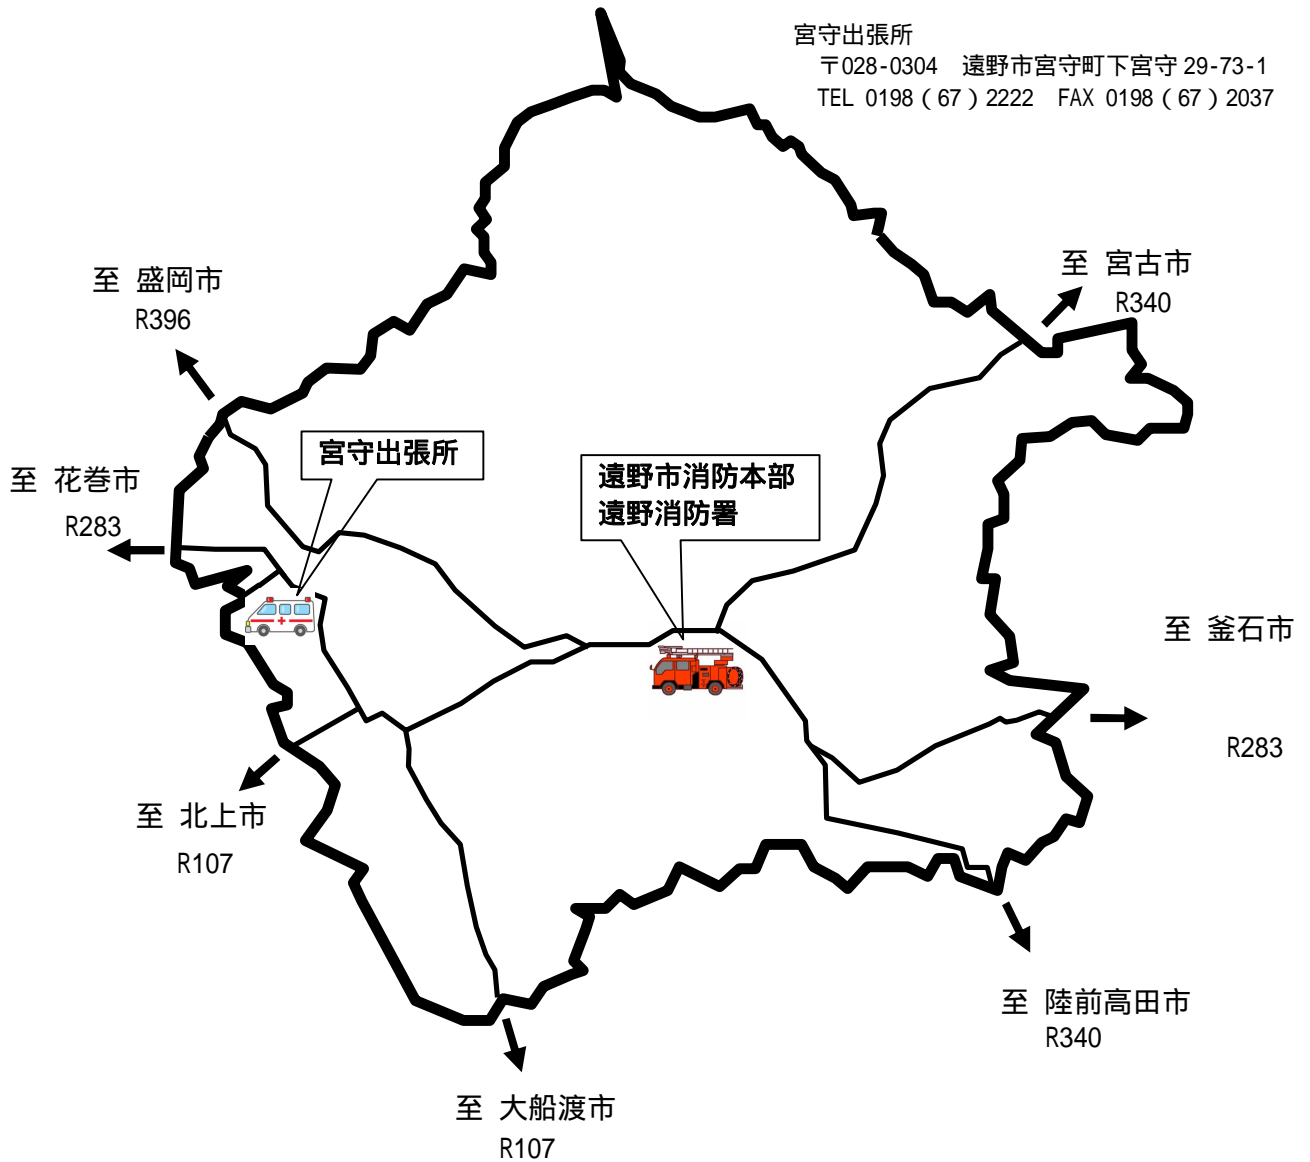 宮守出張所
〒028-0304　遠野市宮守町下宮守 29-73-1
TEL 0198（67）2222　FAX 0198（67）2037
至 宮古市
R340
至 盛岡市
R396
宮守出張所
遠野市消防本部
遠野消防署
至 花巻市
R283
至 釜石市
R283
至 北上市
R107
至 陸前高田市
R340
至 大船渡市
R107